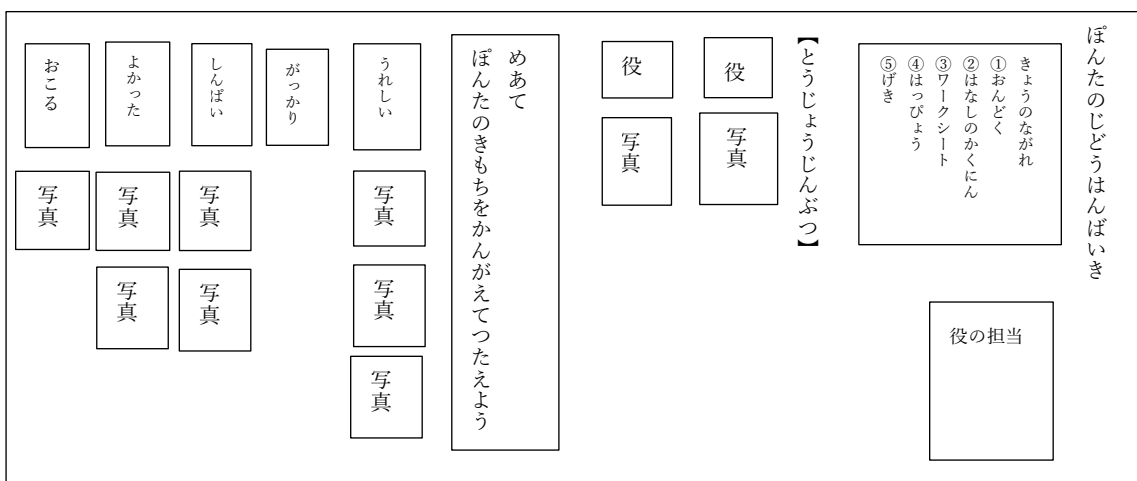 ぽんたのじどうはんばいき
きょうのながれ
①おんどく
②はなしのかくにん
③ワークシート
④はっぴょう
⑤げき
役の担当
【とうじょうじんぶつ】
役
写真
役
写真
めあて
ぽんたのきもちをかんがえてつたえよう
うれしい
写真
写真
写真
がっかり
しんぱい
写真
写真
よかった
写真
写真
おこる
写真